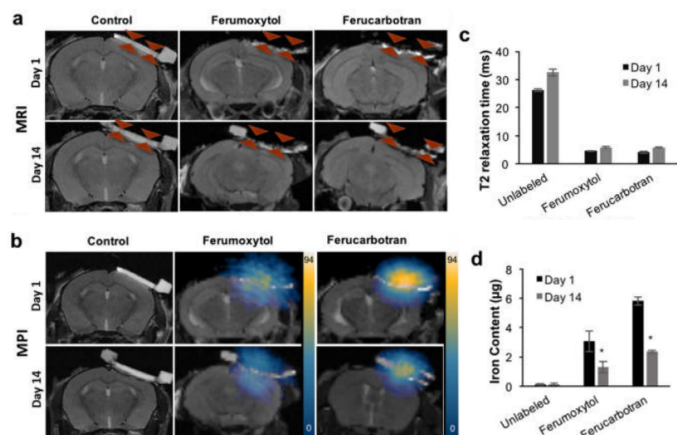 a
Control
Ferumoxytol
Ferucarbotran
MRI
Day 1
Day 14
b
Control
Ferumoxytol
Ferucarbotran
MPI
Day 1
Day 14
94
0
94
0
c
T2 relaxation time (ms)
40
30
20
10
0
Day 1
Day 14
Unlabeled
Ferumoxytol
Ferucarbotran
d
Iron Content (µg)
8
6
4
2
0
Day 1
Day 14
*
*
Unlabeled
Ferumoxytol
Ferucarbotran